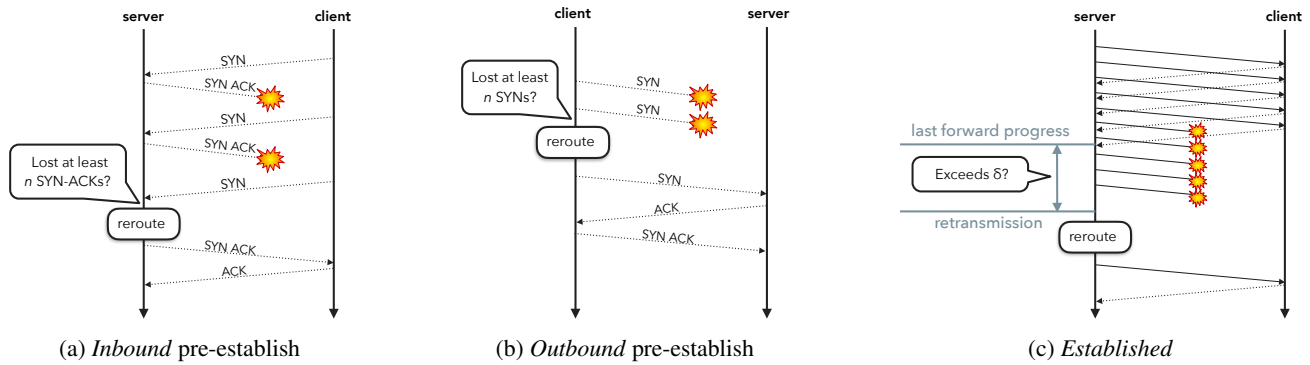 server
client
SYN
SYN ACK
SYN
SYN ACK
Lost at least
n SYN-ACKs?
SYN
reroute
SYN ACK
ACK
(a) Inbound pre-establish
client
server
Lost at least
n SYNs?
SYN
SYN
reroute
SYN
ACK
SYN ACK
(b) Outbound pre-establish
server
client
last forward progress
Exceeds δ?
retransmission
reroute
(c) Established